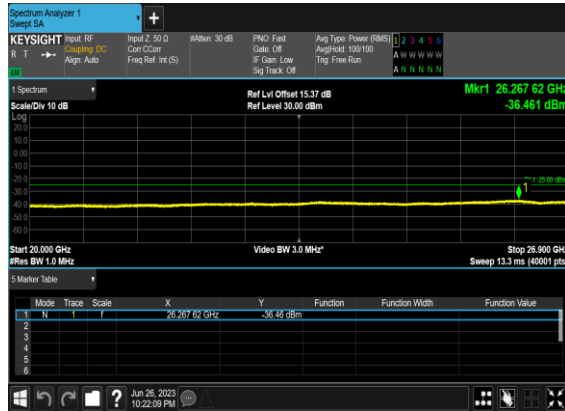 Spectrum Analyzer 1
Swept SA
+
KEYSIGHT Input: RF Input Z: 50 Ω #Atten: 30 dB PNO: Fast Avg Type: Power (RMS) 1 2 3 4 5 6
R T Coupling: DC Corr CCorr Gate: Off Avg|Hold: 100/100 A W W W W W
Align: Auto Freq Ref: Int (S) IF Gain: Low Trig: Free Run
LW Sig Track: Off A N N N N N
1 Spectrum Ref Lvl Offset 15.37 dB Mkr1 26.267 62 GHz
Scale/Div 10 dB Ref Level 30.00 dBm -36.461 dBm
Log
20.0
10.0
0.00
-10.0
-20.0
-25.00 dBm
1
-30.0
-40.0
-50.0
-60.0
Start 20.000 GHz Video BW 3.0 MHz* Stop 26.900 GHz
#Res BW 1.0 MHz Sweep 13.3 ms (40001 pts)
5 Marker Table
Mode Trace Scale X Y Function Function Width Function Value
1 N 1 f 26.267 62 GHz -36.46 dBm
2
3
4
5
6
? Jun 26, 2023
10:22:09 PM